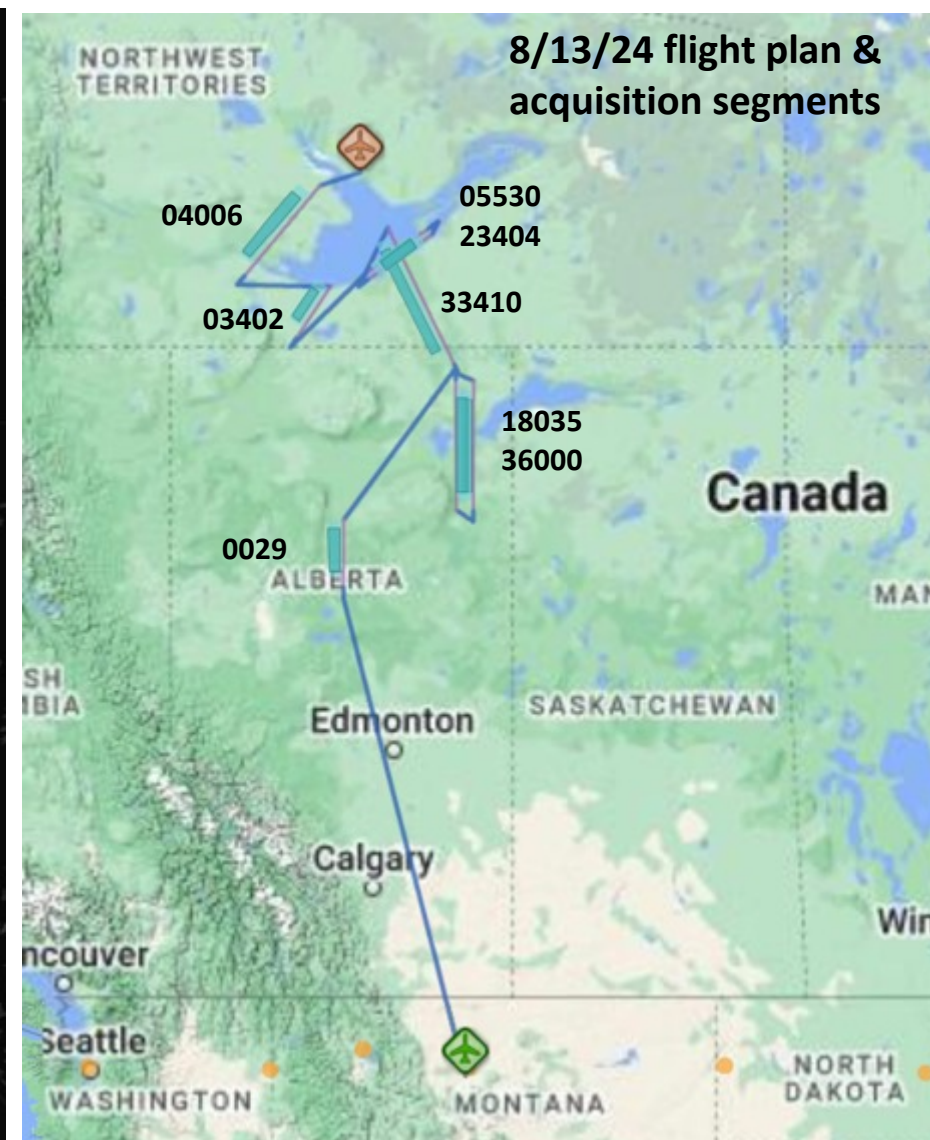 8/13/24 flight plan &
acquisition segments
NORTHWEST
TERRITORIES
04006
05530
23404
03402
33410
18035
36000
Canada
0029
ALBERTA
MAN
SH
IBIA
SASKATCHEWAN
Edmonton
Calgary
Win
ncouver
Seattle
WASHINGTON
MONTANA
NORTH
DAKOTA